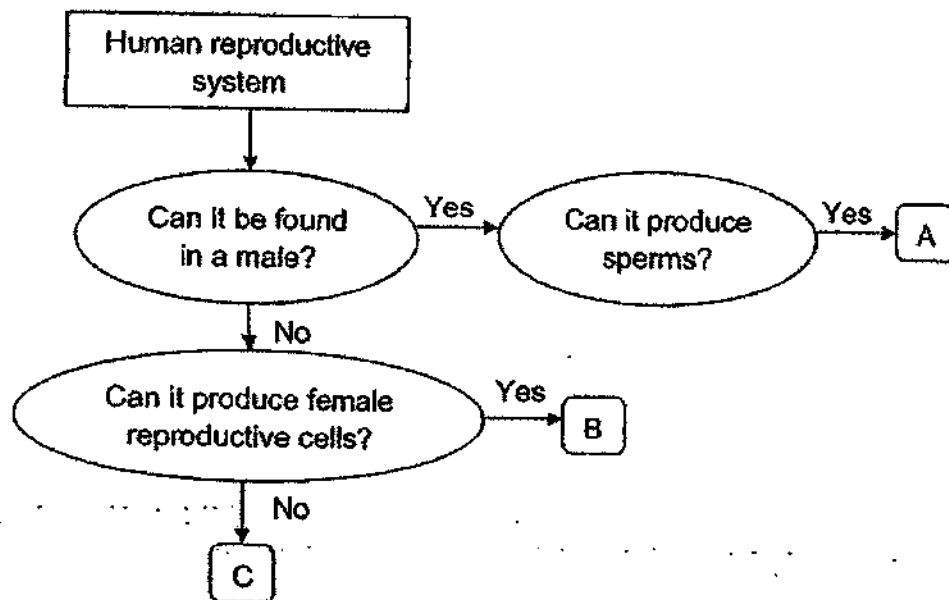 Human reproductive
system
Can it be found
in a male?
Yes
Can it produce
sperms?
Yes
A
No
Can it produce female
reproductive cells?
Yes
B
No
C